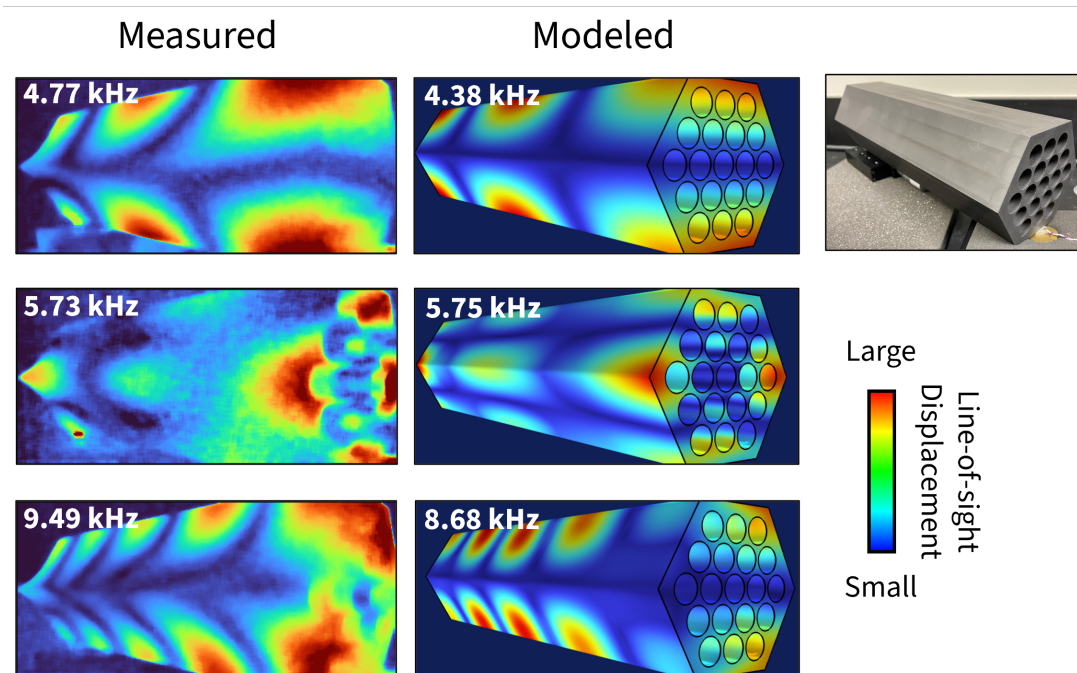 Measured
Modeled
4.77 kHz
4.38 kHz
5.73 kHz
5.75 kHz
9.49 kHz
8.68 kHz
Large
Line-of-sight
Displacement
Small